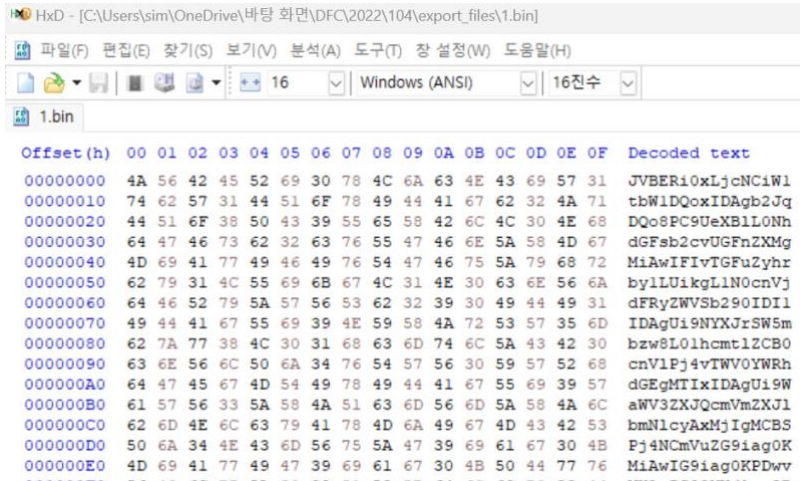 HxD - [C:\Users\sim\OneDrive\바탕 화면\DFC\2022\104\export_files\1.bin]
파일(F) 편집(E) 찾기(S) 보기(V) 분석(A) 도구(T) 창 설정(W) 도움말(H)
16 Windows (ANSI) 16진수
1.bin
Offset(h) 00 01 02 03 04 05 06 07 08 09 0A 0B 0C 0D 0E 0F Decoded text
00000000 4A 56 42 45 52 69 30 78 4C 6A 63 4E 43 69 57 31 JVBERi0xLjcNCiW1
00000010 74 62 57 31 44 51 6F 78 49 44 41 67 62 32 4A 71 tbW1DQoxIDAgb2Jq
00000020 44 51 6F 38 50 43 39 55 65 58 42 6C 4C 30 4E 68 DQo8PC9UeXBlL0Nh
00000030 64 47 46 73 62 32 63 76 55 47 46 6E 5A 58 4D 67 dGFsb2cvUGFnZXMg
00000040 4D 69 41 77 49 46 49 76 54 47 46 75 5A 79 68 72 MiAwIFIvTGFuZyhr
00000050 62 79 31 4C 55 69 6B 67 4C 31 4E 30 63 6E 56 6A by1LUikgL1N0cnVj
00000060 64 46 52 79 5A 57 56 53 62 32 39 30 49 44 49 31 dFRyZWVSb290IDI1
00000070 49 44 41 67 55 69 39 4E 59 58 4A 72 53 57 35 6D IDAgUi9NYXJrSW5m
00000080 62 7A 77 38 4C 30 31 68 63 6D 74 6C 5A 43 42 30 bzw8L01hcmtlZCB0
00000090 63 6E 56 6C 50 6A 34 76 54 57 56 30 59 57 52 68 cnVlPj4vTWV0YWRh
000000A0 64 47 45 67 4D 54 49 78 49 44 41 67 55 69 39 57 dGEgMTIxIDAgUi9W
000000B0 61 57 56 33 5A 58 4A 51 63 6D 56 6D 5A 58 4A 6C aWV3ZXJQcmVmZXJl
000000C0 62 6D 4E 6C 63 79 41 78 4D 6A 49 67 4D 43 42 53 bmNlcyAxMjIgMCBS
000000D0 50 6A 34 4E 43 6D 56 75 5A 47 39 69 61 67 30 4B Pj4NCmVuZG9iag0K
000000E0 4D 69 41 77 49 47 39 69 61 67 30 4B 50 44 77 76 MiAwIG9iag0KPDwv